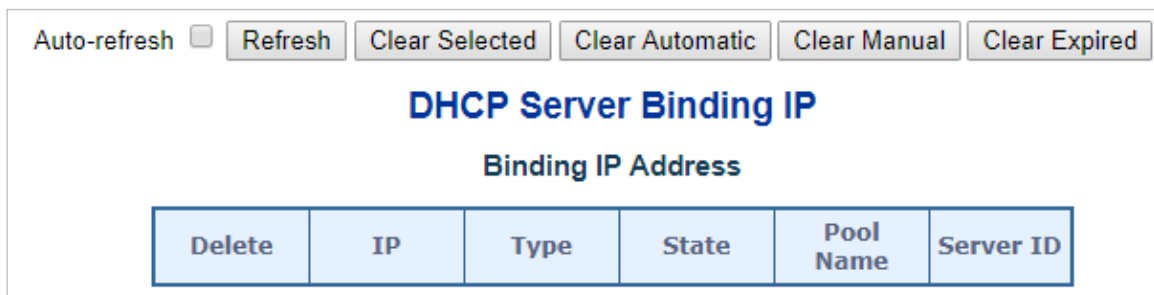 Auto-refresh Refresh Clear Selected Clear Automatic Clear Manual Clear Expired
DHCP Server Binding IP
Binding IP Address
Delete IP Type State Pool Name Server ID